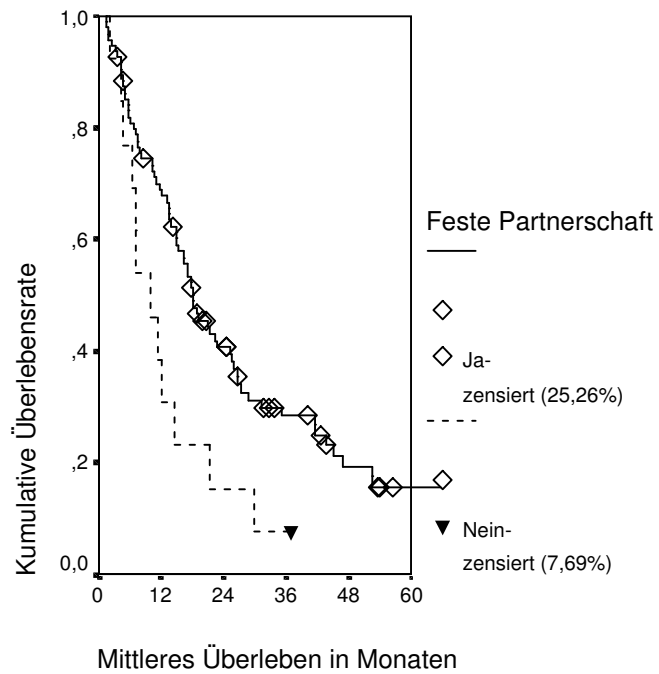 1,0
,8
,6
,4
,2
0,0
Kumulative Überlebensrate
0 12 24 36 48 60
Mittleres Überleben in Monaten
Feste Partnerschaft
Ja-
zensiert (25,26%)
Nein-
zensiert (7,69%)